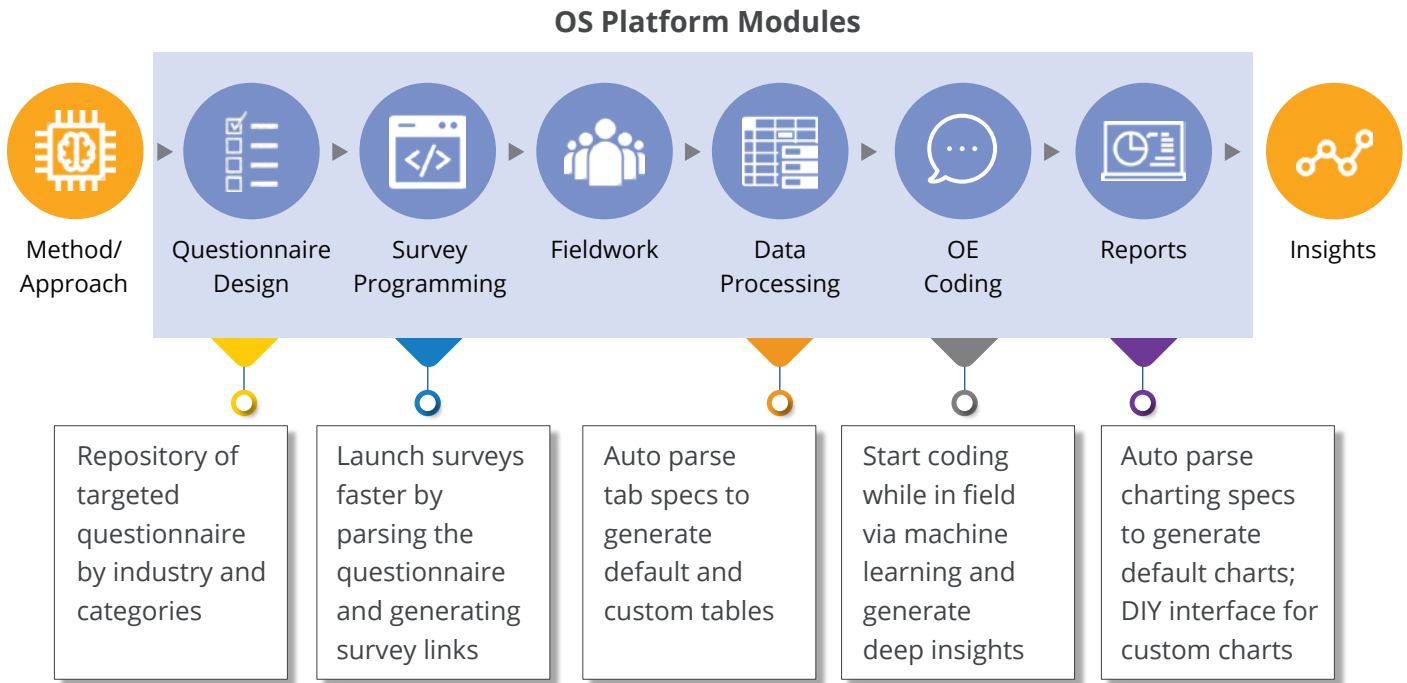 OS Platform Modules
Method/
Approach
Questionnaire
Design
Survey
Programming
Fieldwork
Data
Processing
OE
Coding
Reports
Insights
Repository of
targeted
questionnaire
by industry and
categories
Launch surveys
faster by
parsing the
questionnaire
and generating
survey links
Auto parse
tab specs to
generate
default and
custom tables
Start coding
while in field
via machine
learning and
generate
deep insights
Auto parse
charting specs
to generate
default charts;
DIY interface for
custom charts